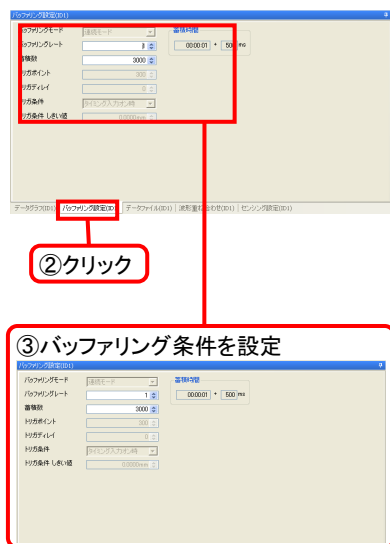 バッファリング設定(ID1)
バッファリングモード 連続モード 蓄積時間
バッファリングレート 00:00:01 + 500 ms
蓄積数 3000
トリガポイント 300
トリガディレイ 0
トリガ条件 タイミング入力オン時
トリガ条件 しきい値 0.0000mm
データグラフ(ID1) バッファリング設定(ID1) データファイル(ID1) 波形重ね合わせ(ID1) センシング設定(ID1)
②クリック
③バッファリング条件を設定
バッファリング設定(ID1)
バッファリングモード 連続モード 蓄積時間
バッファリングレート 1 00:00:01 + 500 ms
蓄積数 3000
トリガポイント 300
トリガディレイ 0
トリガ条件 タイミング入力オン時
トリガ条件 しきい値 0.0000mm